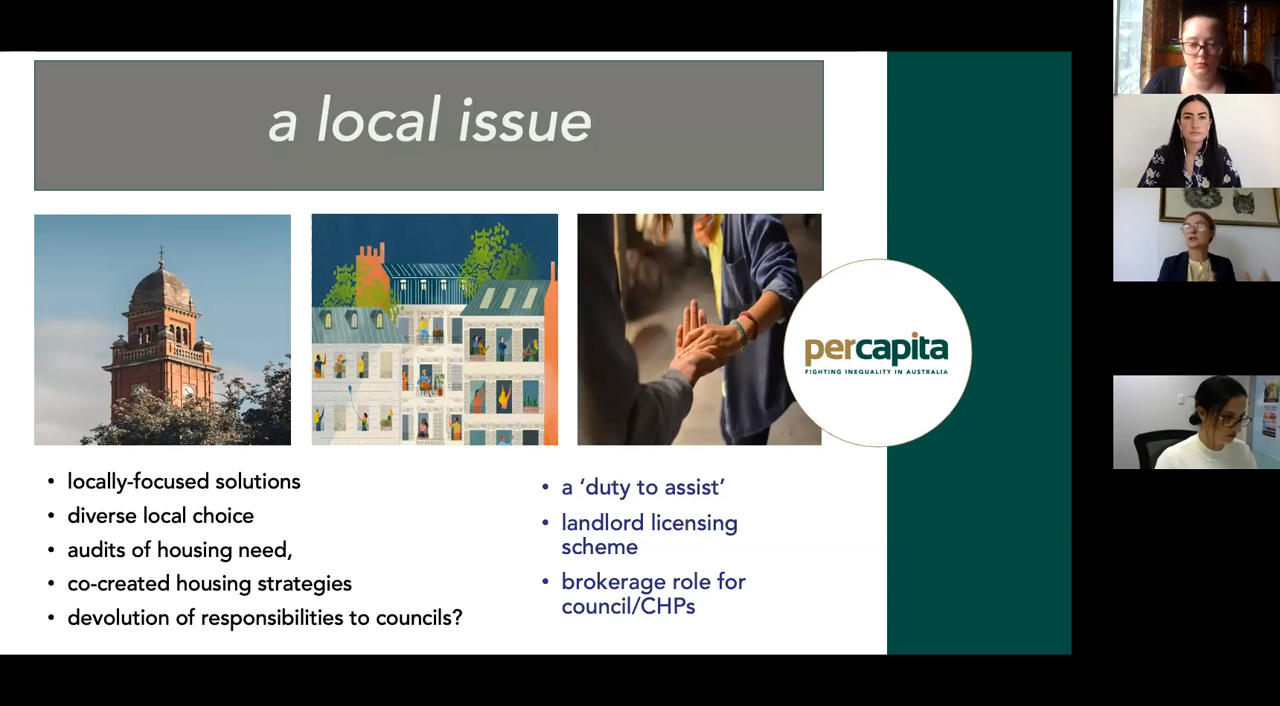 a local issue
percapita
FIGHTING INEQUALITY IN AUSTRALIA
• locally-focused solutions
• diverse local choice
• audits of housing need,
• co-created housing strategies
• devolution of responsibilities to councils?
• a ‘duty to assist’
• landlord licensing
scheme
• brokerage role for
council/CHPs